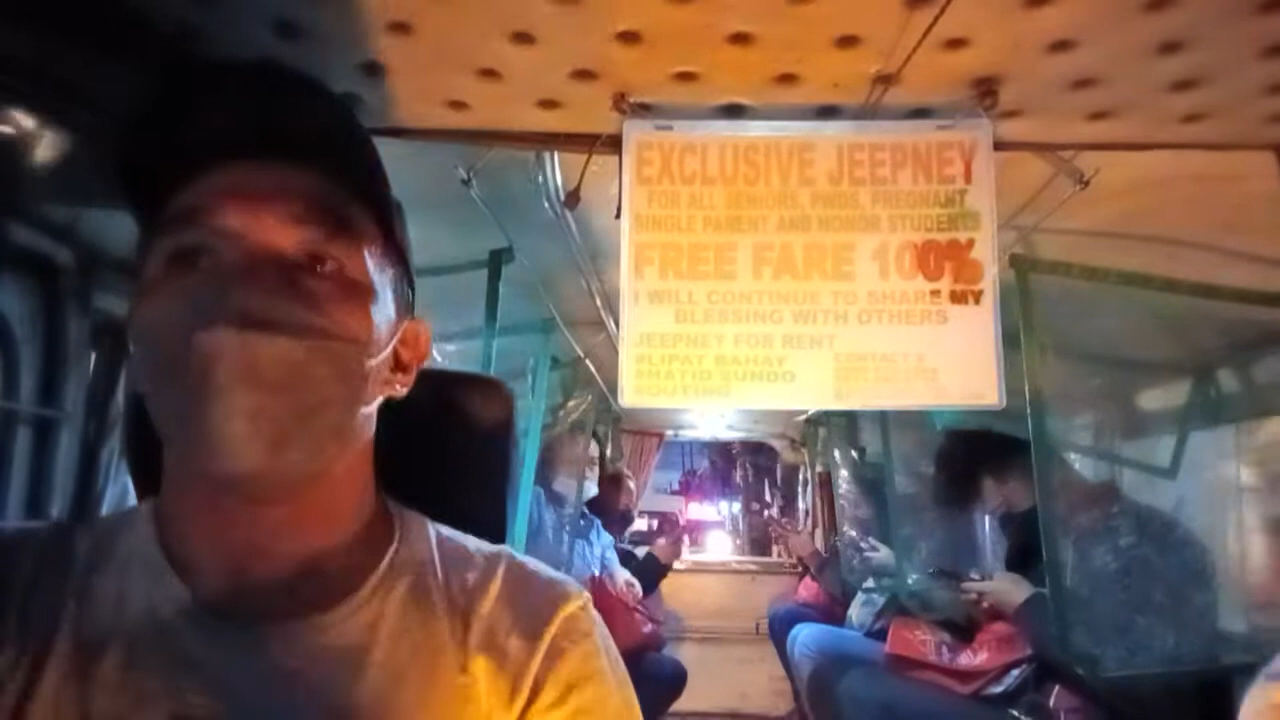 EXCLUSIVE JEEPNEY
FOR ALL SENIORS, PWDS, PREGNANT
SINGLE PARENT AND HONOR STUDENTS
FREE FARE 100%
I WILL CONTINUE TO SHARE MY
BLESSING WITH OTHERS
JEEPNEY FOR RENT
#LIPAT BAHAY
#HATID SUNDO
#OUTING